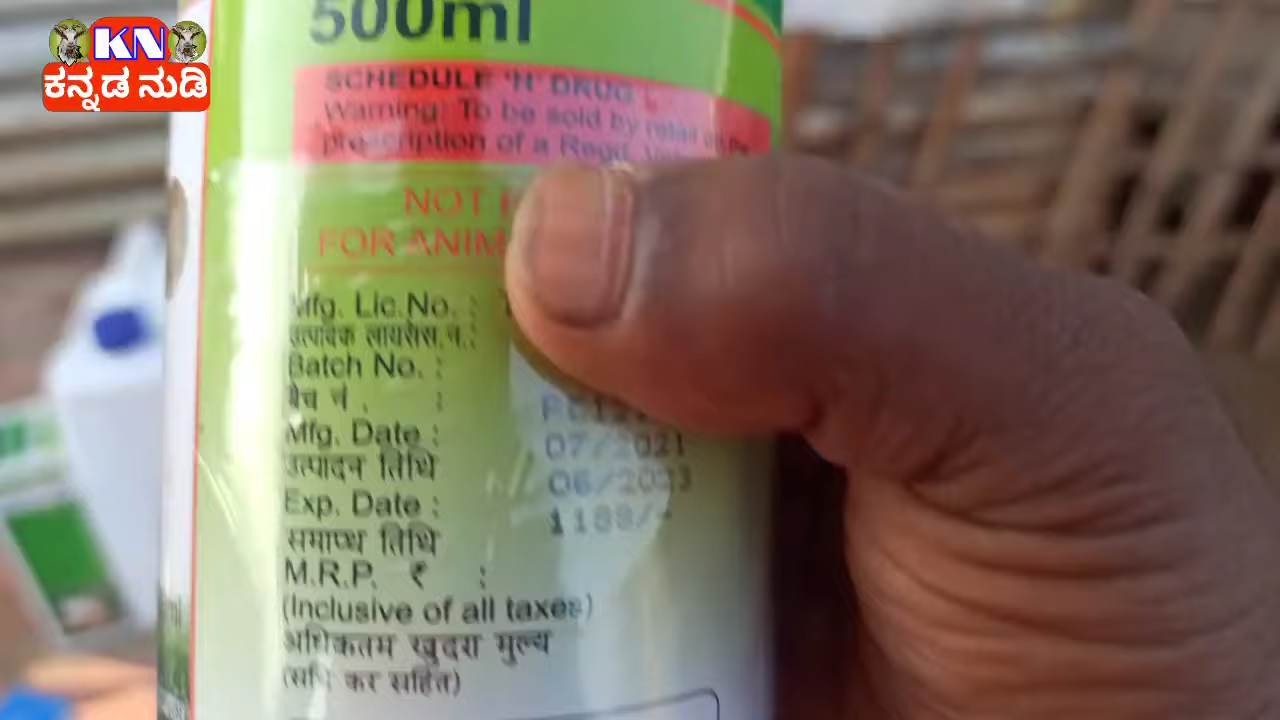 KN
ಕನ್ನಡ ನುಡಿ
500ml
SCHEDULE 'H' DRUG
Warning: To be sold by retail on
prescription of a Regd.
NOT
FOR ANIM
Mfg. Lic.No. :
उत्पादक लायसेंस.न.:
Batch No. :
बैच नं . :
Mfg. Date : 07/2021
उत्पादन तिथि 06/2023
Exp. Date : 1188/-
समाप्ध तिथि
M.R.P. ₹ :
(Inclusive of all taxes)
अधिकतम खुदरा मुल्य
कर सहित)